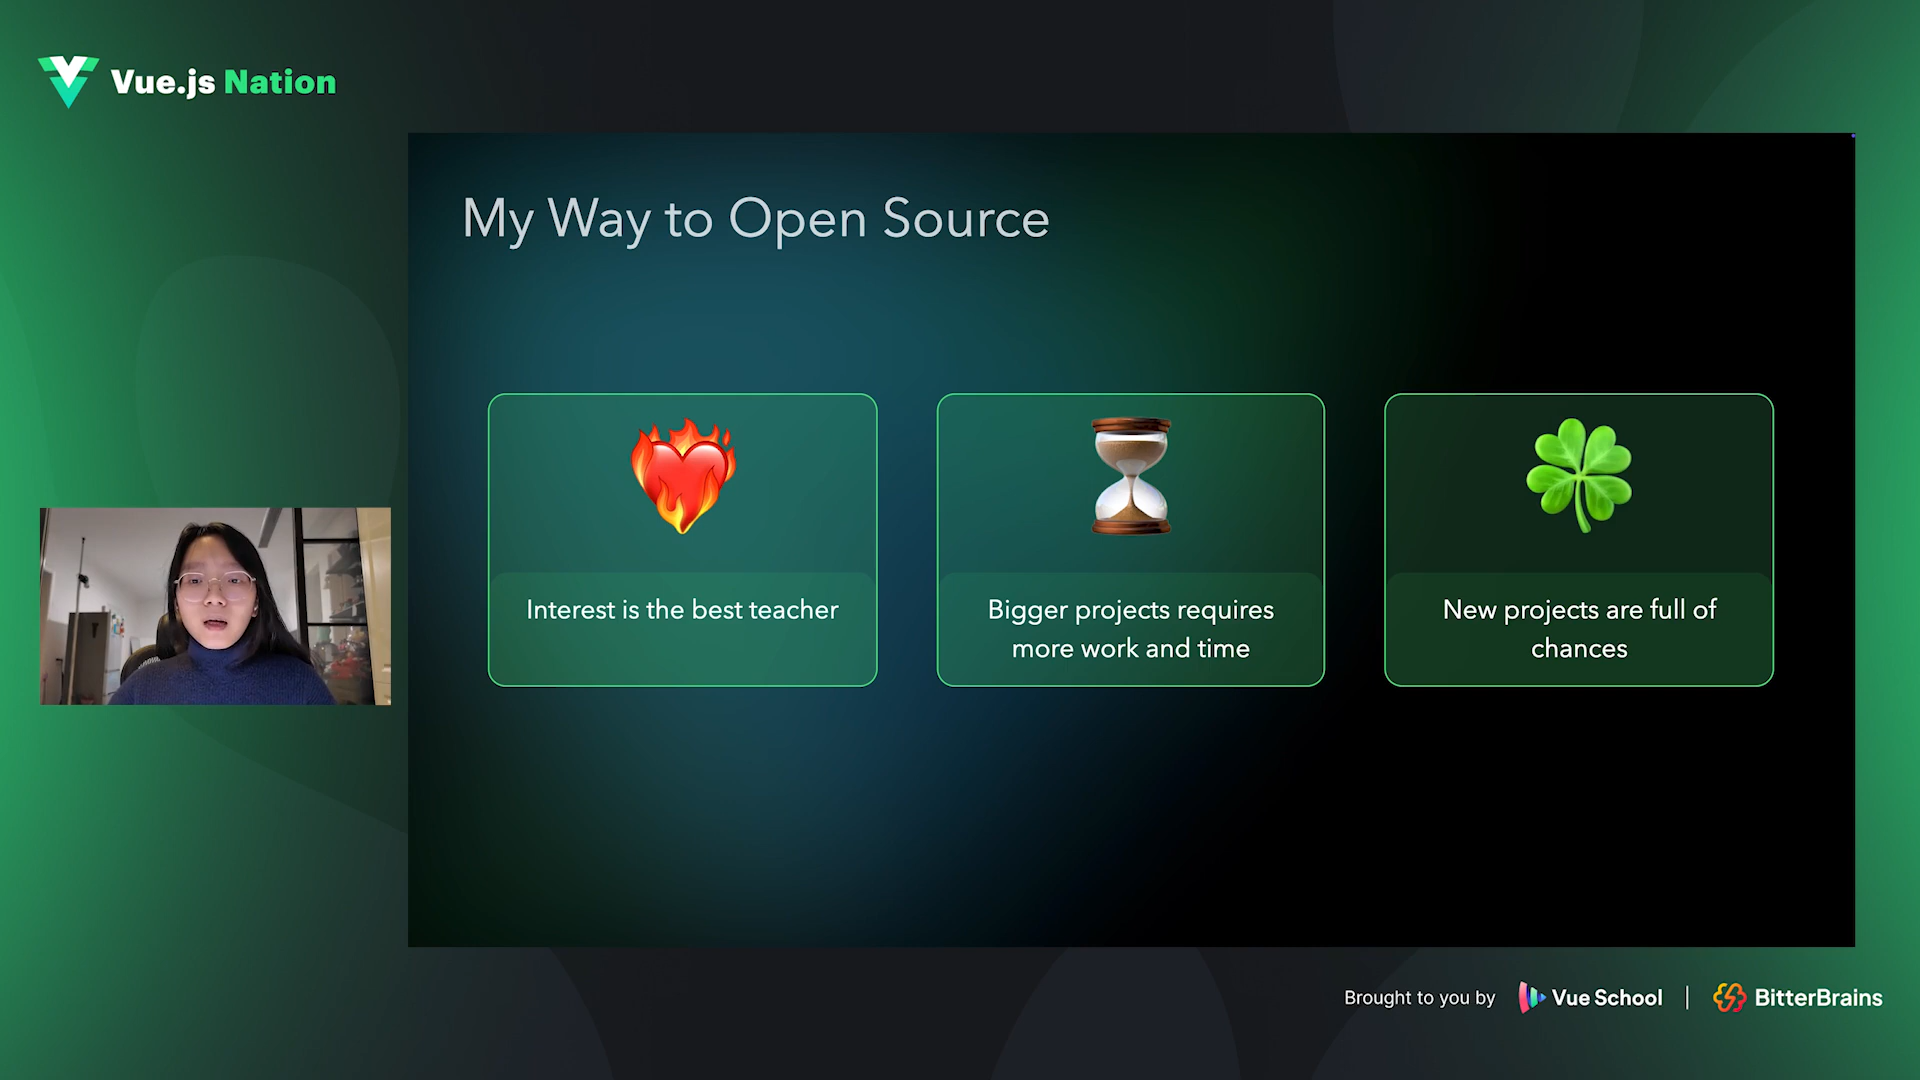 Vue.js Nation
My Way to Open Source
Interest is the best teacher
Bigger projects requires
more work and time
New projects are full of
chances
Brought to you by Vue School | BitterBrains